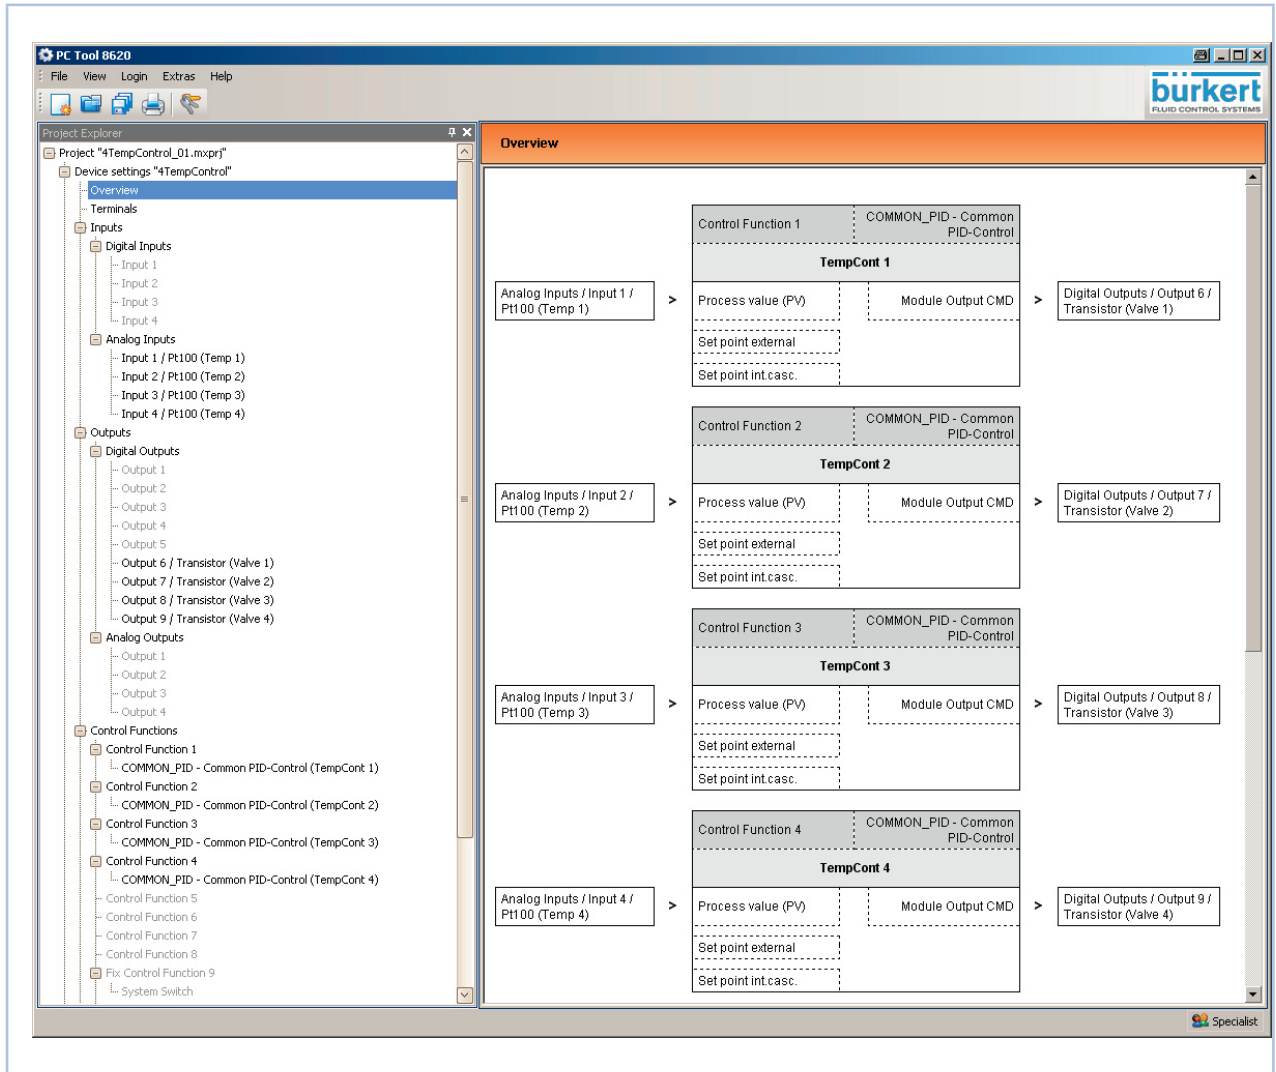 PC Tool 8620
File View Login Extras Help
bürkert
FLUID CONTROL SYSTEMS
Project Explorer
Project "4TempControl_01.mxprj"
Device settings "4TempControl"
Overview
Terminals
Inputs
Digital Inputs
Input 1
Input 2
Input 3
Input 4
Analog Inputs
Input 1 / Pt100 (Temp 1)
Input 2 / Pt100 (Temp 2)
Input 3 / Pt100 (Temp 3)
Input 4 / Pt100 (Temp 4)
Outputs
Digital Outputs
Output 1
Output 2
Output 3
Output 4
Output 5
Output 6 / Transistor (Valve 1)
Output 7 / Transistor (Valve 2)
Output 8 / Transistor (Valve 3)
Output 9 / Transistor (Valve 4)
Analog Outputs
Output 1
Output 2
Output 3
Output 4
Control Functions
Control Function 1
COMMON_PID - Common PID-Control (TempCont 1)
Control Function 2
COMMON_PID - Common PID-Control (TempCont 2)
Control Function 3
COMMON_PID - Common PID-Control (TempCont 3)
Control Function 4
COMMON_PID - Common PID-Control (TempCont 4)
Control Function 5
Control Function 6
Control Function 7
Control Function 8
Fix Control Function 9
System Switch
Overview
Control Function 1
COMMON_PID - Common
PID-Control
TempCont 1
Analog Inputs / Input 1 /
Pt100 (Temp 1)
>
Process value (PV)
Module Output CMD
>
Digital Outputs / Output 6 /
Transistor (Valve 1)
Set point external
Set point int.casc.
Control Function 2
COMMON_PID - Common
PID-Control
TempCont 2
Analog Inputs / Input 2 /
Pt100 (Temp 2)
>
Process value (PV)
Module Output CMD
>
Digital Outputs / Output 7 /
Transistor (Valve 2)
Set point external
Set point int.casc.
Control Function 3
COMMON_PID - Common
PID-Control
TempCont 3
Analog Inputs / Input 3 /
Pt100 (Temp 3)
>
Process value (PV)
Module Output CMD
>
Digital Outputs / Output 8 /
Transistor (Valve 3)
Set point external
Set point int.casc.
Control Function 4
COMMON_PID - Common
PID-Control
TempCont 4
Analog Inputs / Input 4 /
Pt100 (Temp 4)
>
Process value (PV)
Module Output CMD
>
Digital Outputs / Output 9 /
Transistor (Valve 4)
Set point external
Set point int.casc.
Specialist